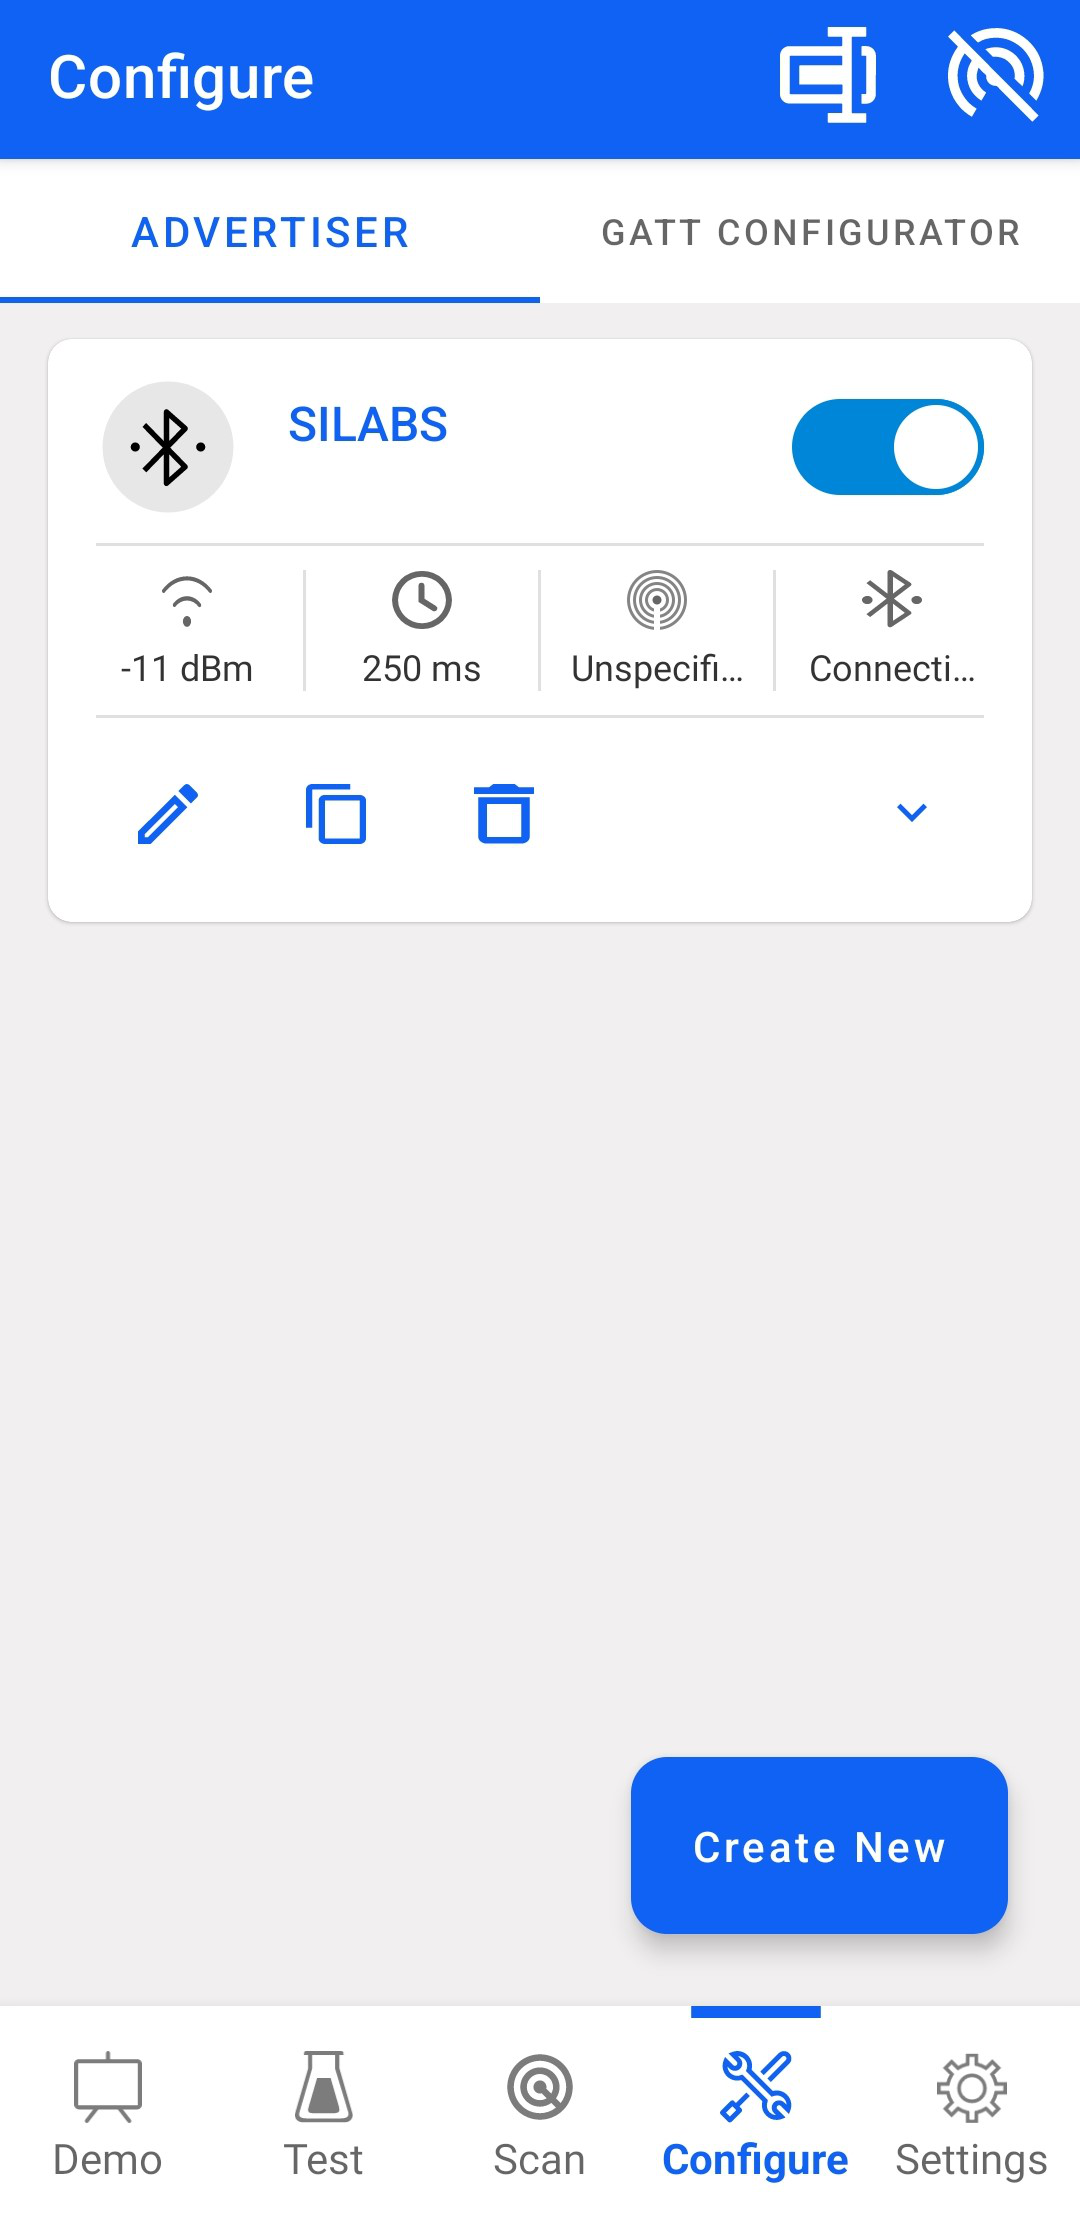 Configure
ADVERTISER
GATT CONFIGURATOR
SILABS
-11 dBm
250 ms
Unspecifi...
Connecti...
Create New
Demo
Test
Scan
Configure
Settings